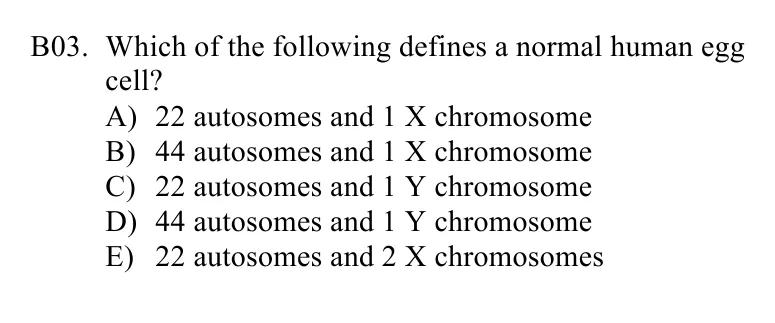 B03. Which of the following defines a normal human egg
cell?
A) 22 autosomes and 1 X chromosome
B) 44 autosomes and 1 X chromosome
C) 22 autosomes and 1 Y chromosome
D) 44 autosomes and 1 Y chromosome
E) 22 autosomes and 2 X chromosomes